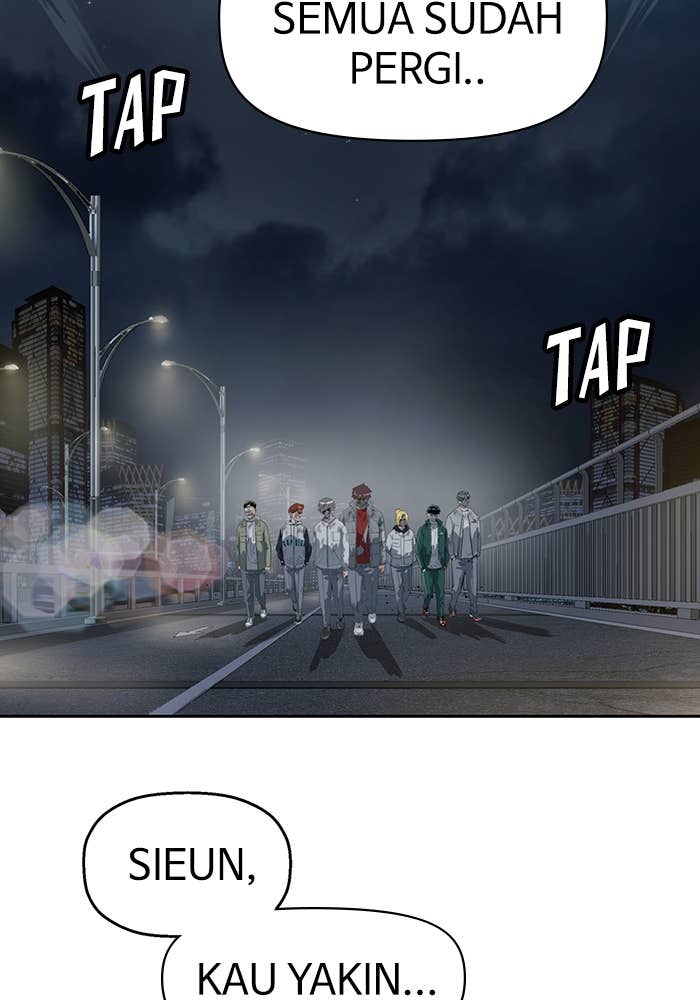 SEMUA SUDAH
PERGI..
TAP
TAP
SIEUN,
KAU YAKIN...